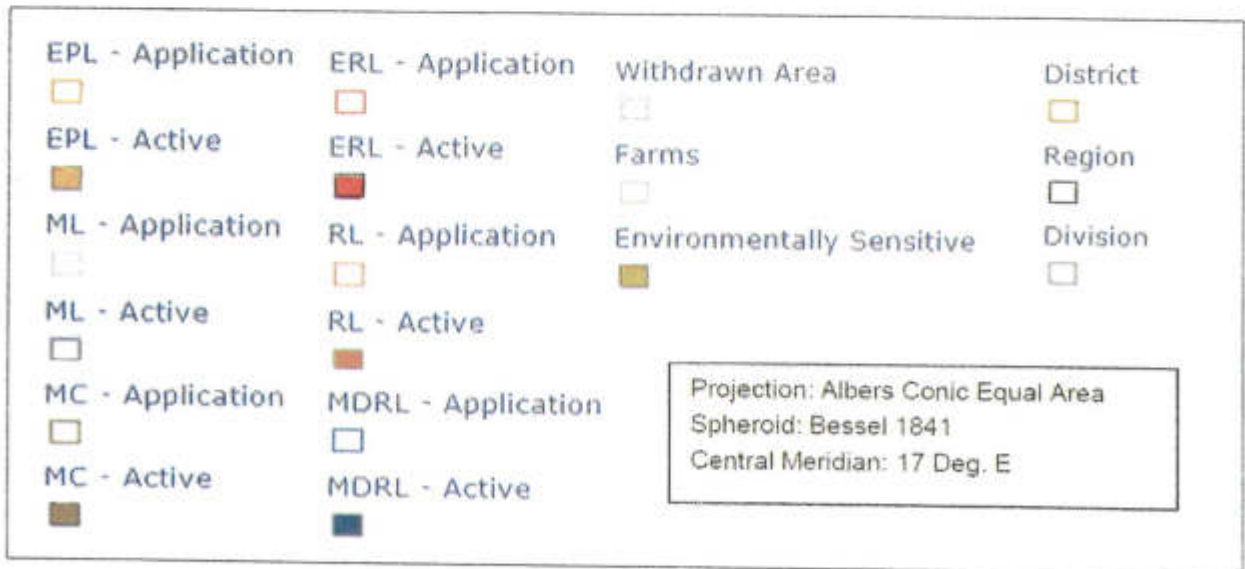 EPL - Application
EPL - Active
ML - Application
ML - Active
MC - Application
MC - Active
ERL - Application
ERL - Active
RL - Application
RL - Active
MDRL - Application
MDRL - Active
Withdrawn Area
Farms
Environmentally Sensitive
District
Region
Division
Projection: Albers Conic Equal Area
Spheroid: Bessel 1841
Central Meridian: 17 Deg. E